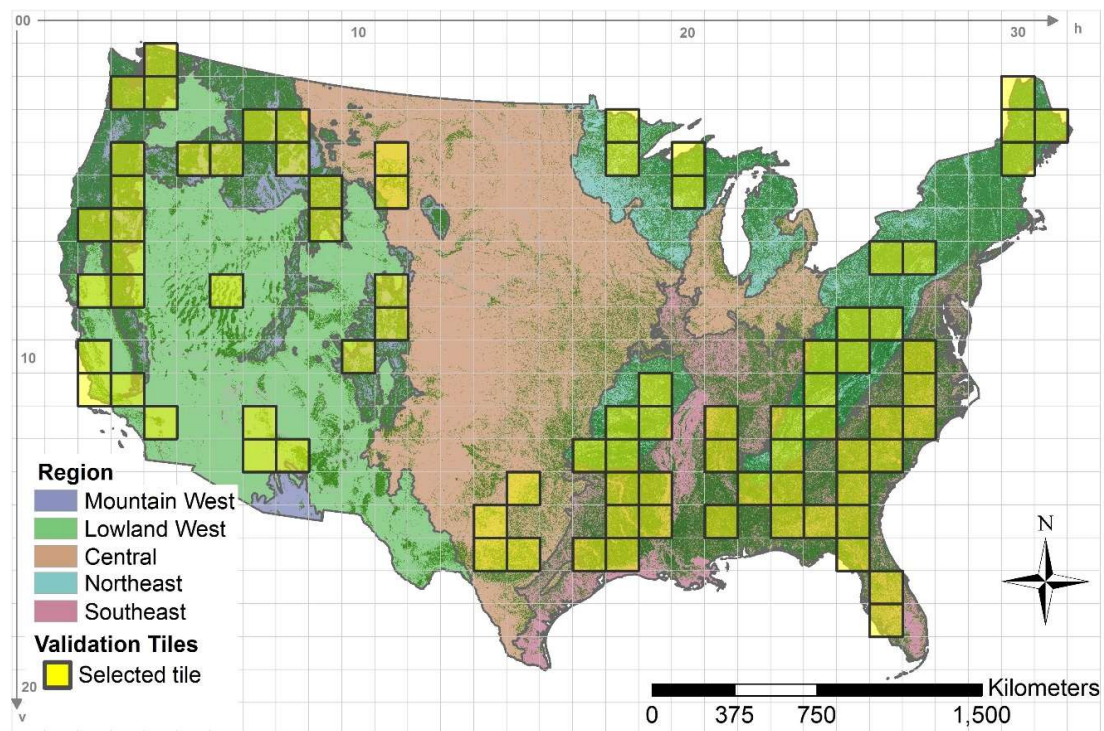 00
10
20
30
h
10
Region
Mountain West
Lowland West
Central
Northeast
Southeast
Validation Tiles
Selected tile
20
v
N
Kilometers
0 375 750 1,500